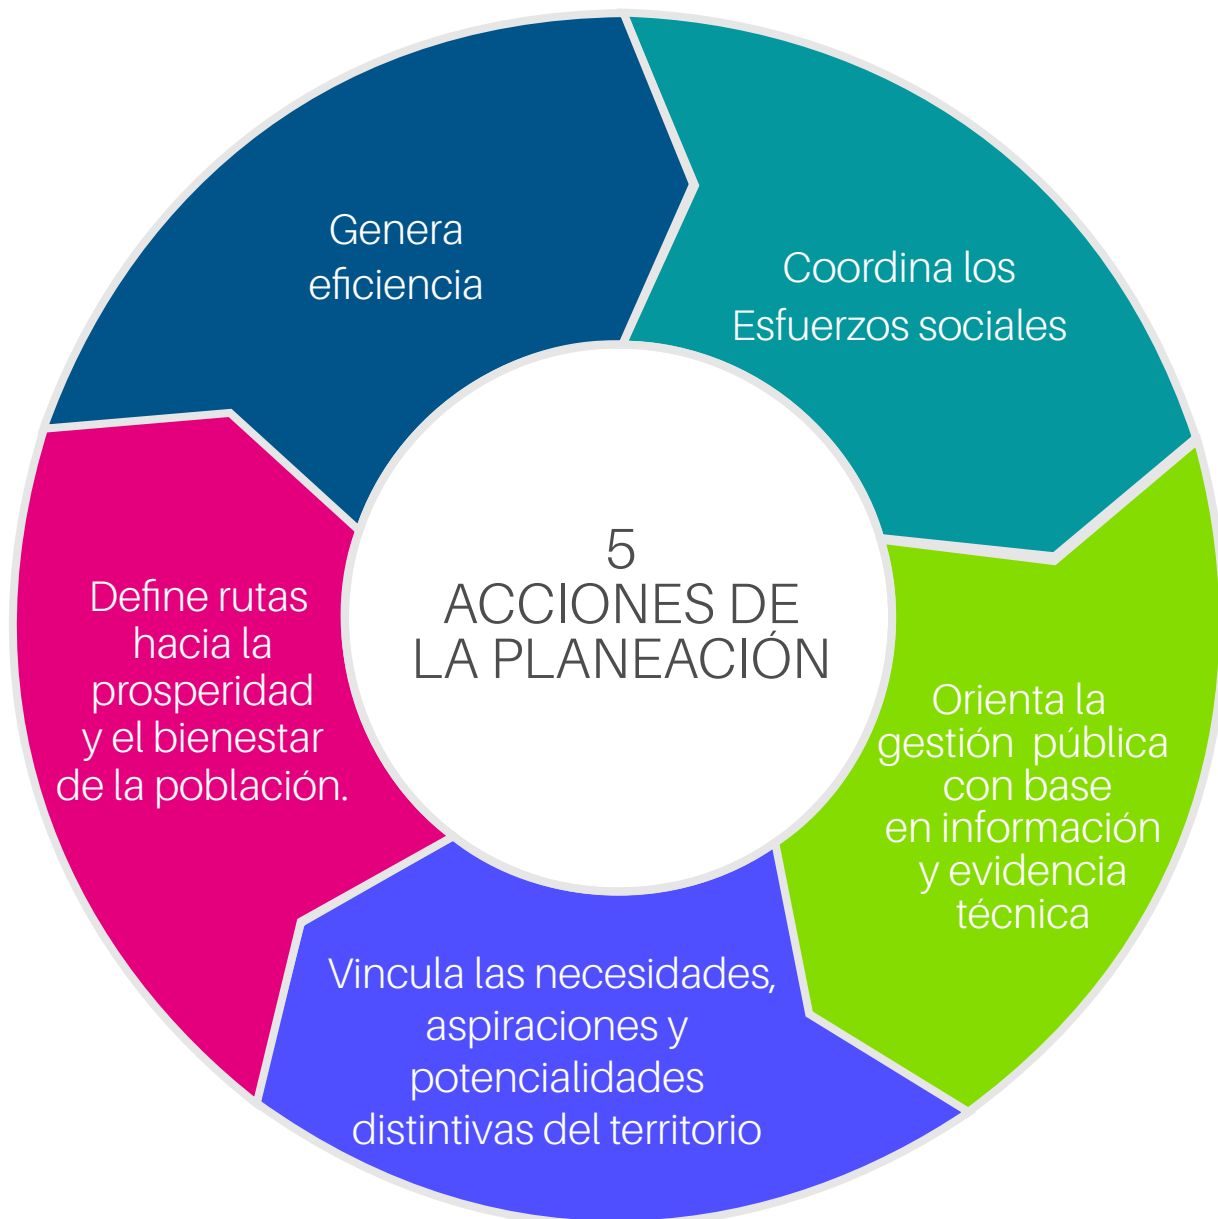 5
ACCIONES DE
LA PLANEACIÓN
Genera
eficiencia
Coordina los
Esfuerzos sociales
Orienta la
gestión pública
con base
en información
y evidencia
técnica
Vincula las necesidades,
aspiraciones y
potencialidades
distintivas del territorio
Define rutas
hacia la
prosperidad
y el bienestar
de la población.